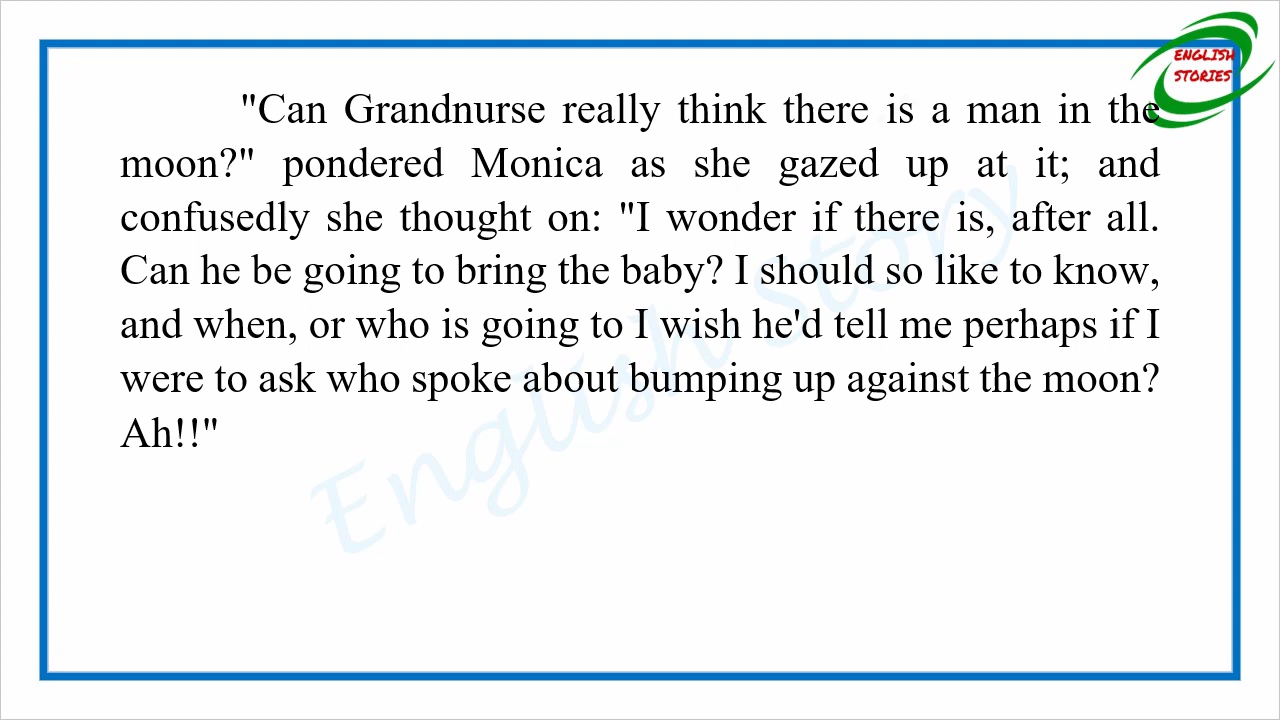 ENGLISH
STORIES
"Can Grandnurse really think there is a man in the
moon?" pondered Monica as she gazed up at it; and
confusedly she thought on: "I wonder if there is, after all.
Can he be going to bring the baby? I should so like to know,
and when, or who is going to I wish he'd tell me perhaps if I
were to ask who spoke about bumping up against the moon?
Ah!!"
English Story